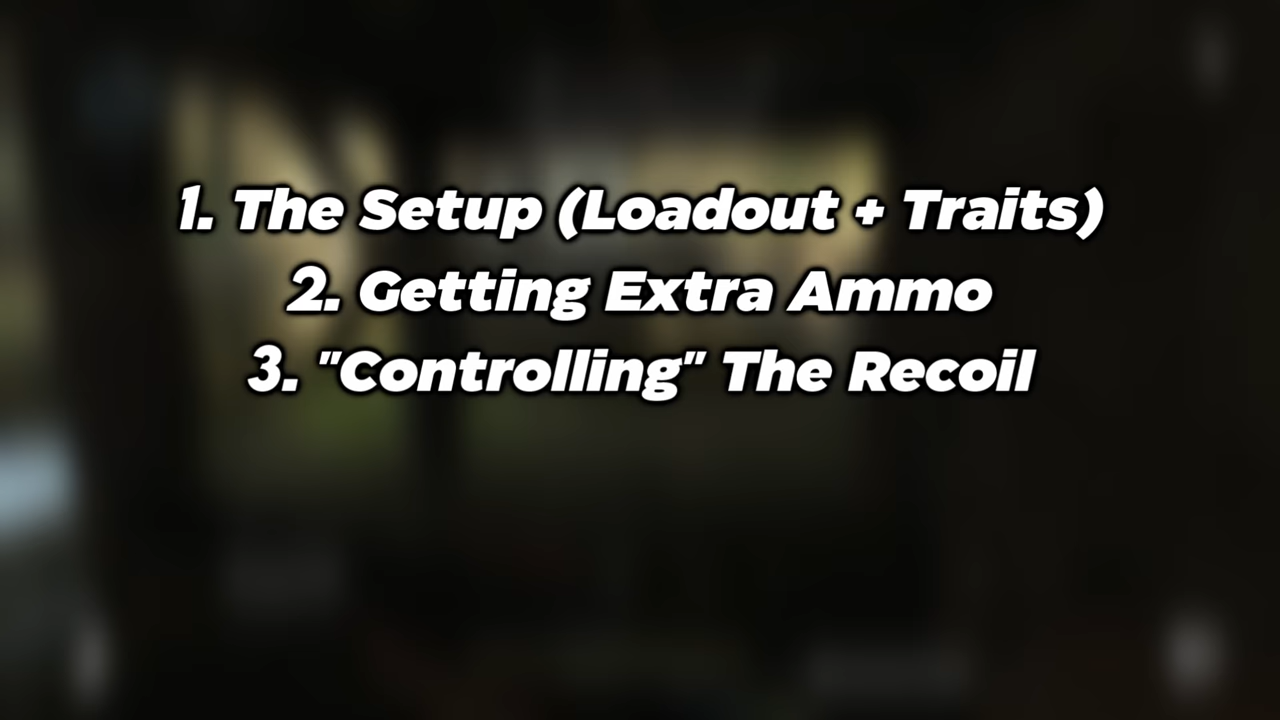 1. The Setup (Loadout + Traits)
2. Getting Extra Ammo
3. "Controlling" The Recoil